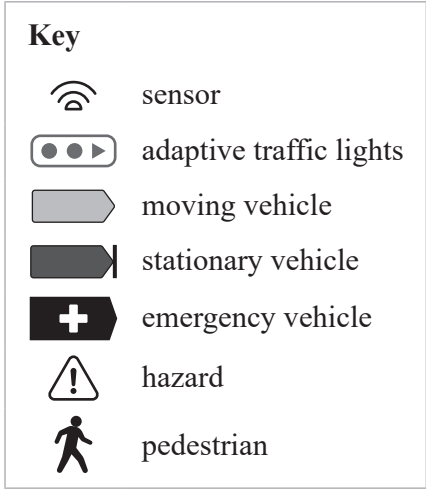 Key
sensor
adaptive traffic lights
moving vehicle
stationary vehicle
emergency vehicle
hazard
pedestrian